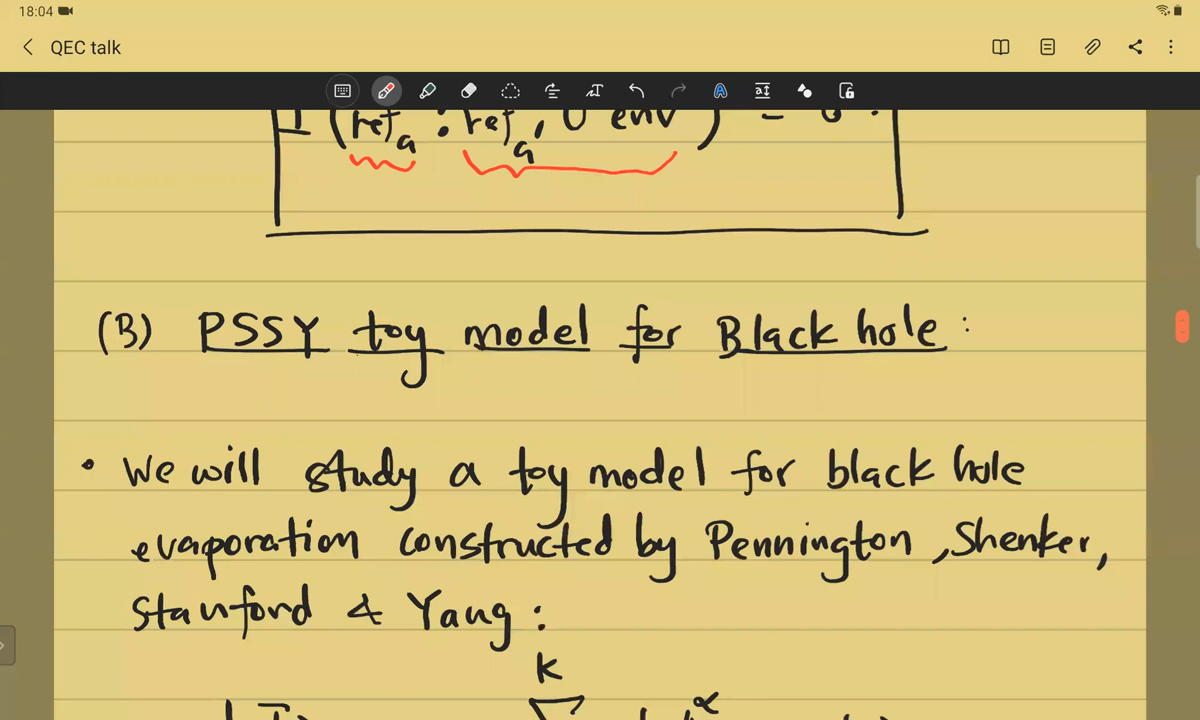 18:04
QEC talk
(B) PSSY toy model for Black hole :
• We will study a toy model for black hole
evaporation constructed by Pennington, Shenker,
Stanford & Yang :
k